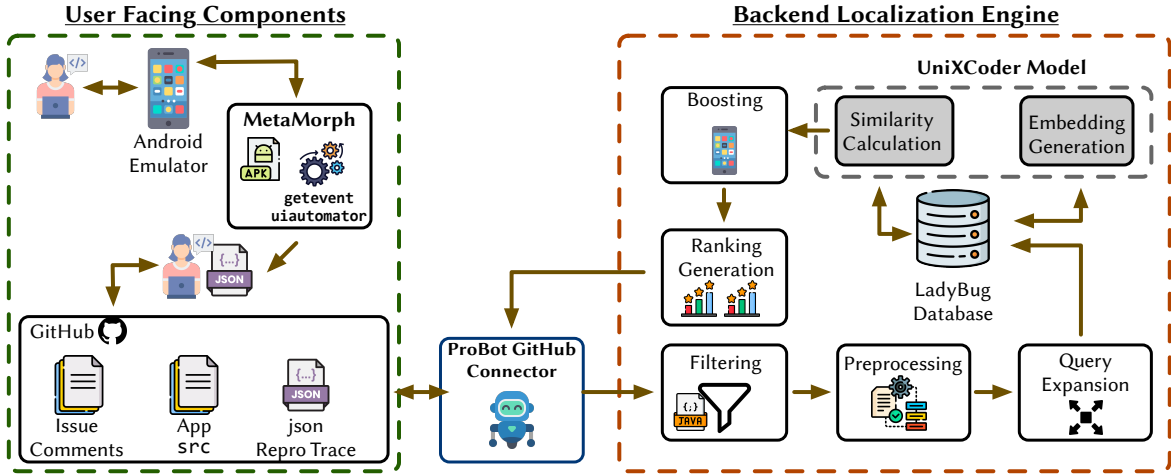 User Facing Components
Android
Emulator
MetaMorph
APK
getevent
uiautomator
</>
</>
{...}
JSON
GitHub
Issue
Comments
App
src
{...}
JSON
json
Repro Trace
ProBot GitHub
Connector
Backend Localization Engine
UniXCoder Model
Boosting
Similarity
Calculation
Embedding
Generation
Ranking
Generation
LadyBug
Database
Filtering
{;}
JAVA
Preprocessing
Query
Expansion